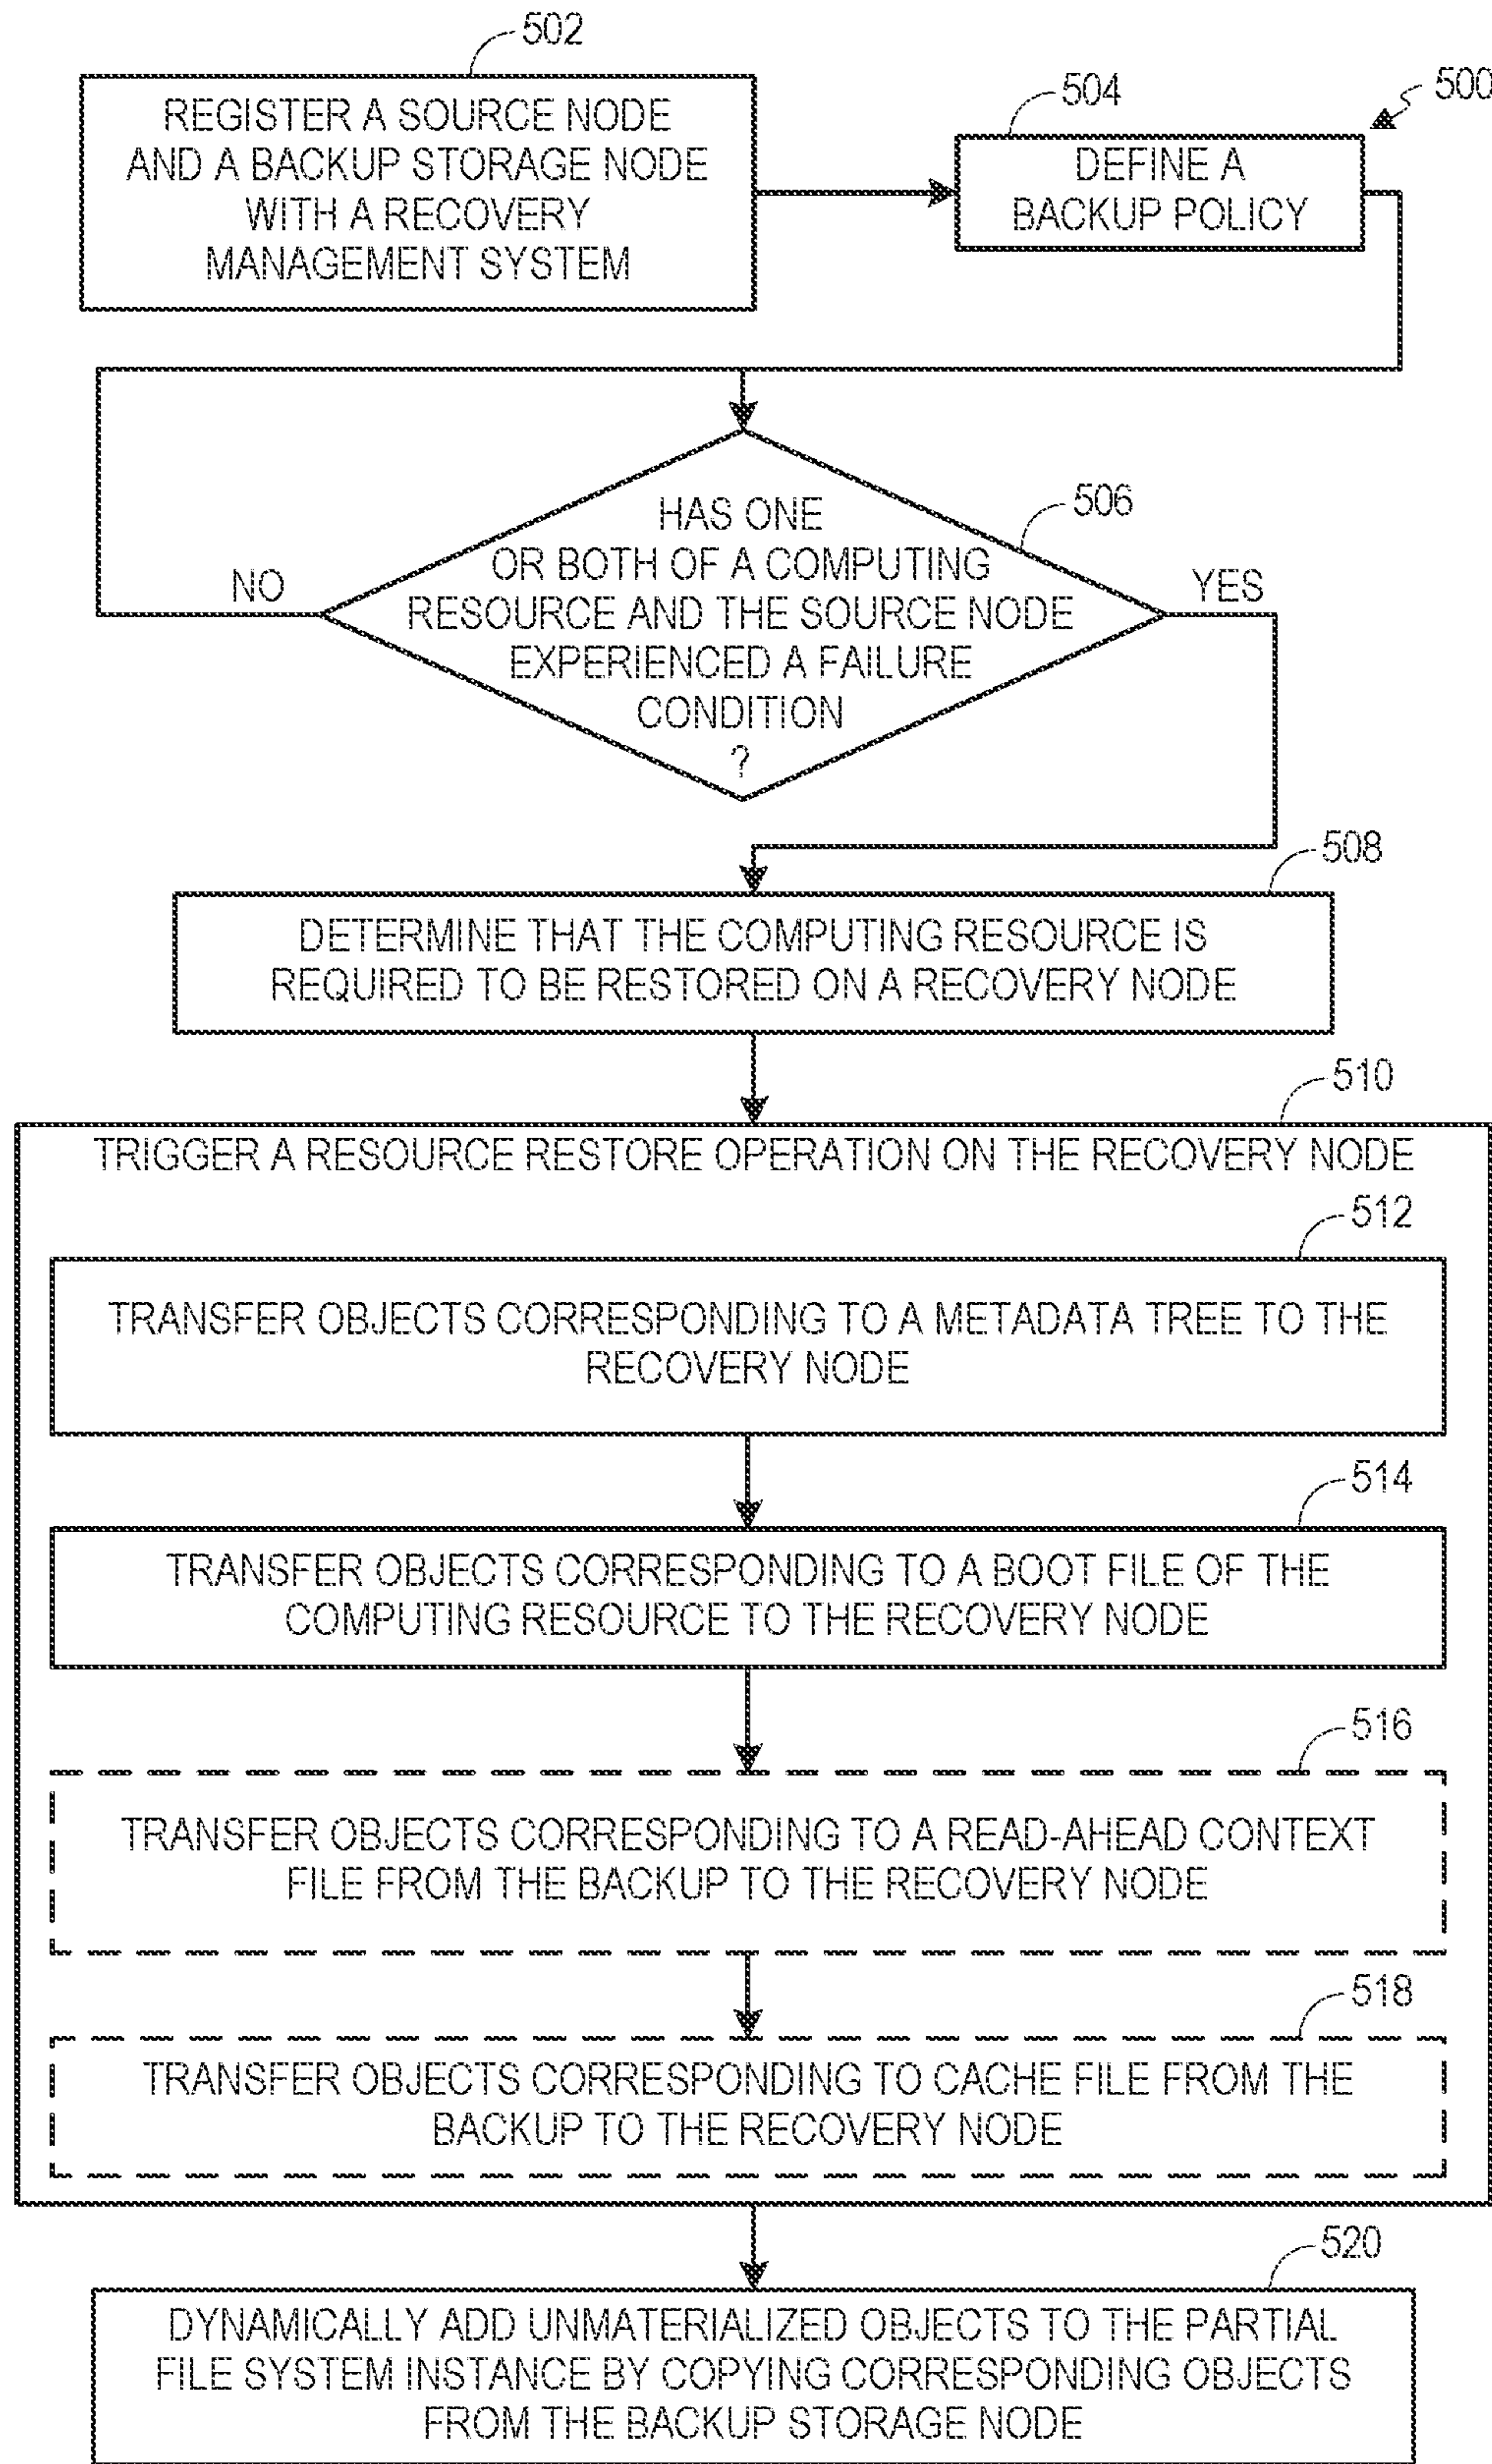 502
REGISTER A SOURCE NODE
AND A BACKUP STORAGE NODE
WITH A RECOVERY
MANAGEMENT SYSTEM
504
500
DEFINE A
BACKUP POLICY
506
HAS ONE
OR BOTH OF A COMPUTING
RESOURCE AND THE SOURCE NODE
EXPERIENCED A FAILURE
CONDITION
?
NO
YES
508
DETERMINE THAT THE COMPUTING RESOURCE IS
REQUIRED TO BE RESTORED ON A RECOVERY NODE
510
TRIGGER A RESOURCE RESTORE OPERATION ON THE RECOVERY NODE
512
TRANSFER OBJECTS CORRESPONDING TO A METADATA TREE TO THE
RECOVERY NODE
514
TRANSFER OBJECTS CORRESPONDING TO A BOOT FILE OF THE
COMPUTING RESOURCE TO THE RECOVERY NODE
516
TRANSFER OBJECTS CORRESPONDING TO A READ-AHEAD CONTEXT
FILE FROM THE BACKUP TO THE RECOVERY NODE
518
TRANSFER OBJECTS CORRESPONDING TO CACHE FILE FROM THE
BACKUP TO THE RECOVERY NODE
520
DYNAMICALLY ADD UNMATERIALIZED OBJECTS TO THE PARTIAL
FILE SYSTEM INSTANCE BY COPYING CORRESPONDING OBJECTS
FROM THE BACKUP STORAGE NODE